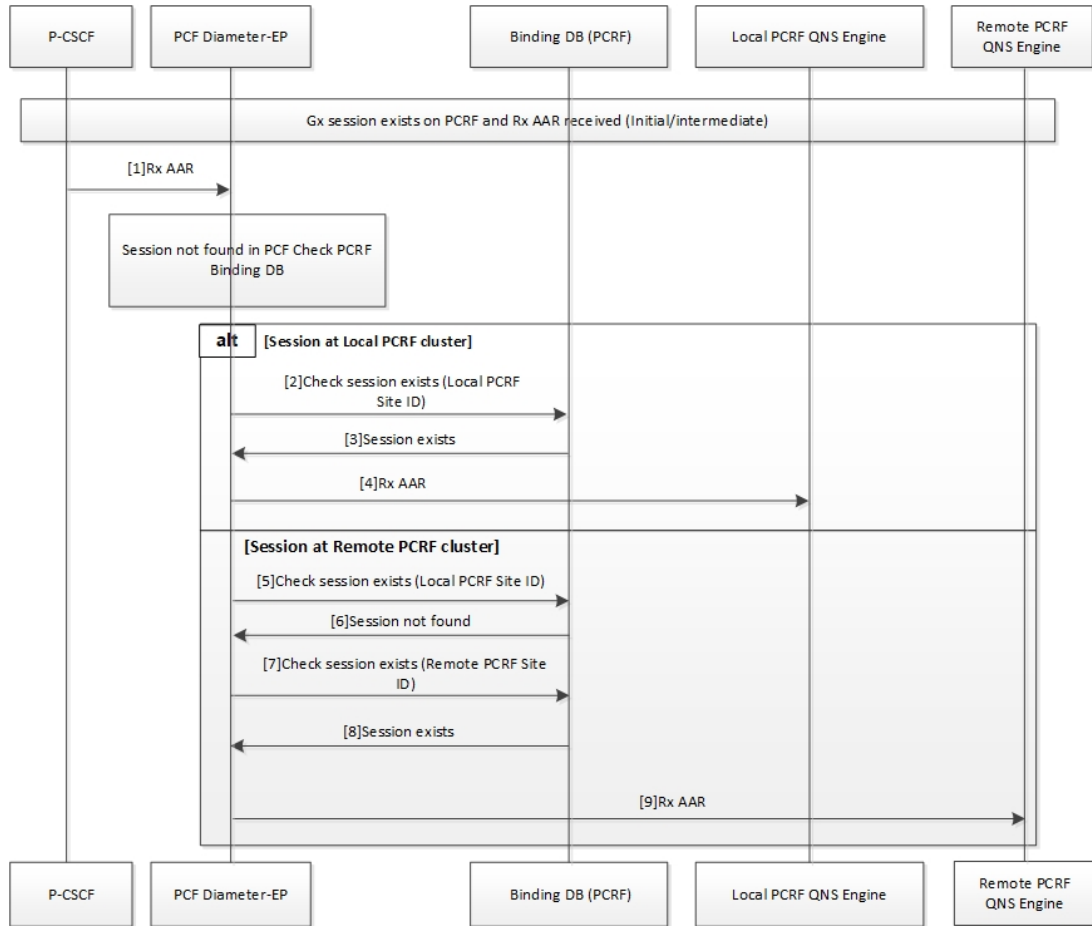 P-CSCF
PCF Diameter-EP
Binding DB (PCRF)
Local PCRF QNS Engine
Remote PCRF
QNS Engine
Gx session exists on PCRF and Rx AAR received (Initial/intermediate)
[1]Rx AAR
Session not found in PCF Check PCRF
Binding DB
alt
[Session at Local PCRF cluster]
[2]Check session exists (Local PCRF
Site ID)
[3]Session exists
[4]Rx AAR
[Session at Remote PCRF cluster]
[5]Check session exists (Local PCRF Site ID)
[6]Session not found
[7]Check session exists (Remote PCRF Site
ID)
[8]Session exists
[9]Rx AAR
P-CSCF
PCF Diameter-EP
Binding DB (PCRF)
Local PCRF QNS Engine
Remote PCRF
QNS Engine